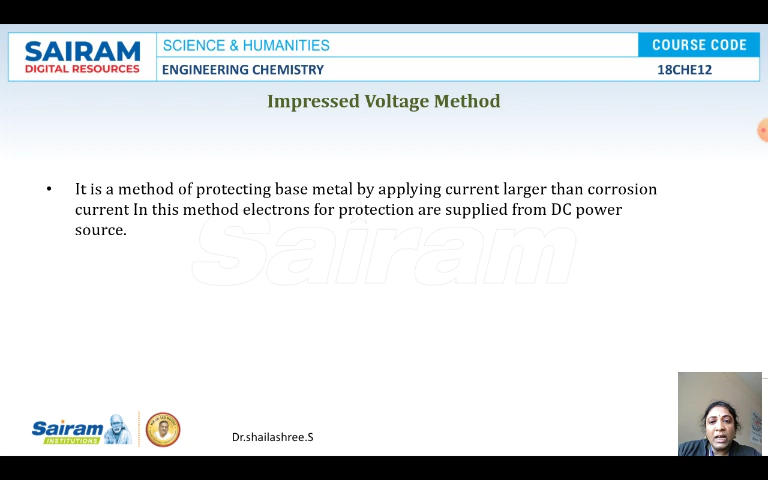 SAIRAM
DIGITAL RESOURCES
SCIENCE & HUMANITIES
COURSE CODE
ENGINEERING CHEMISTRY
18CHE12
Impressed Voltage Method
• It is a method of protecting base metal by applying current larger than corrosion
current In this method electrons for protection are supplied from DC power
source.
Sairam
Sairam
INSTITUTIONS
Dr.shailashree.S